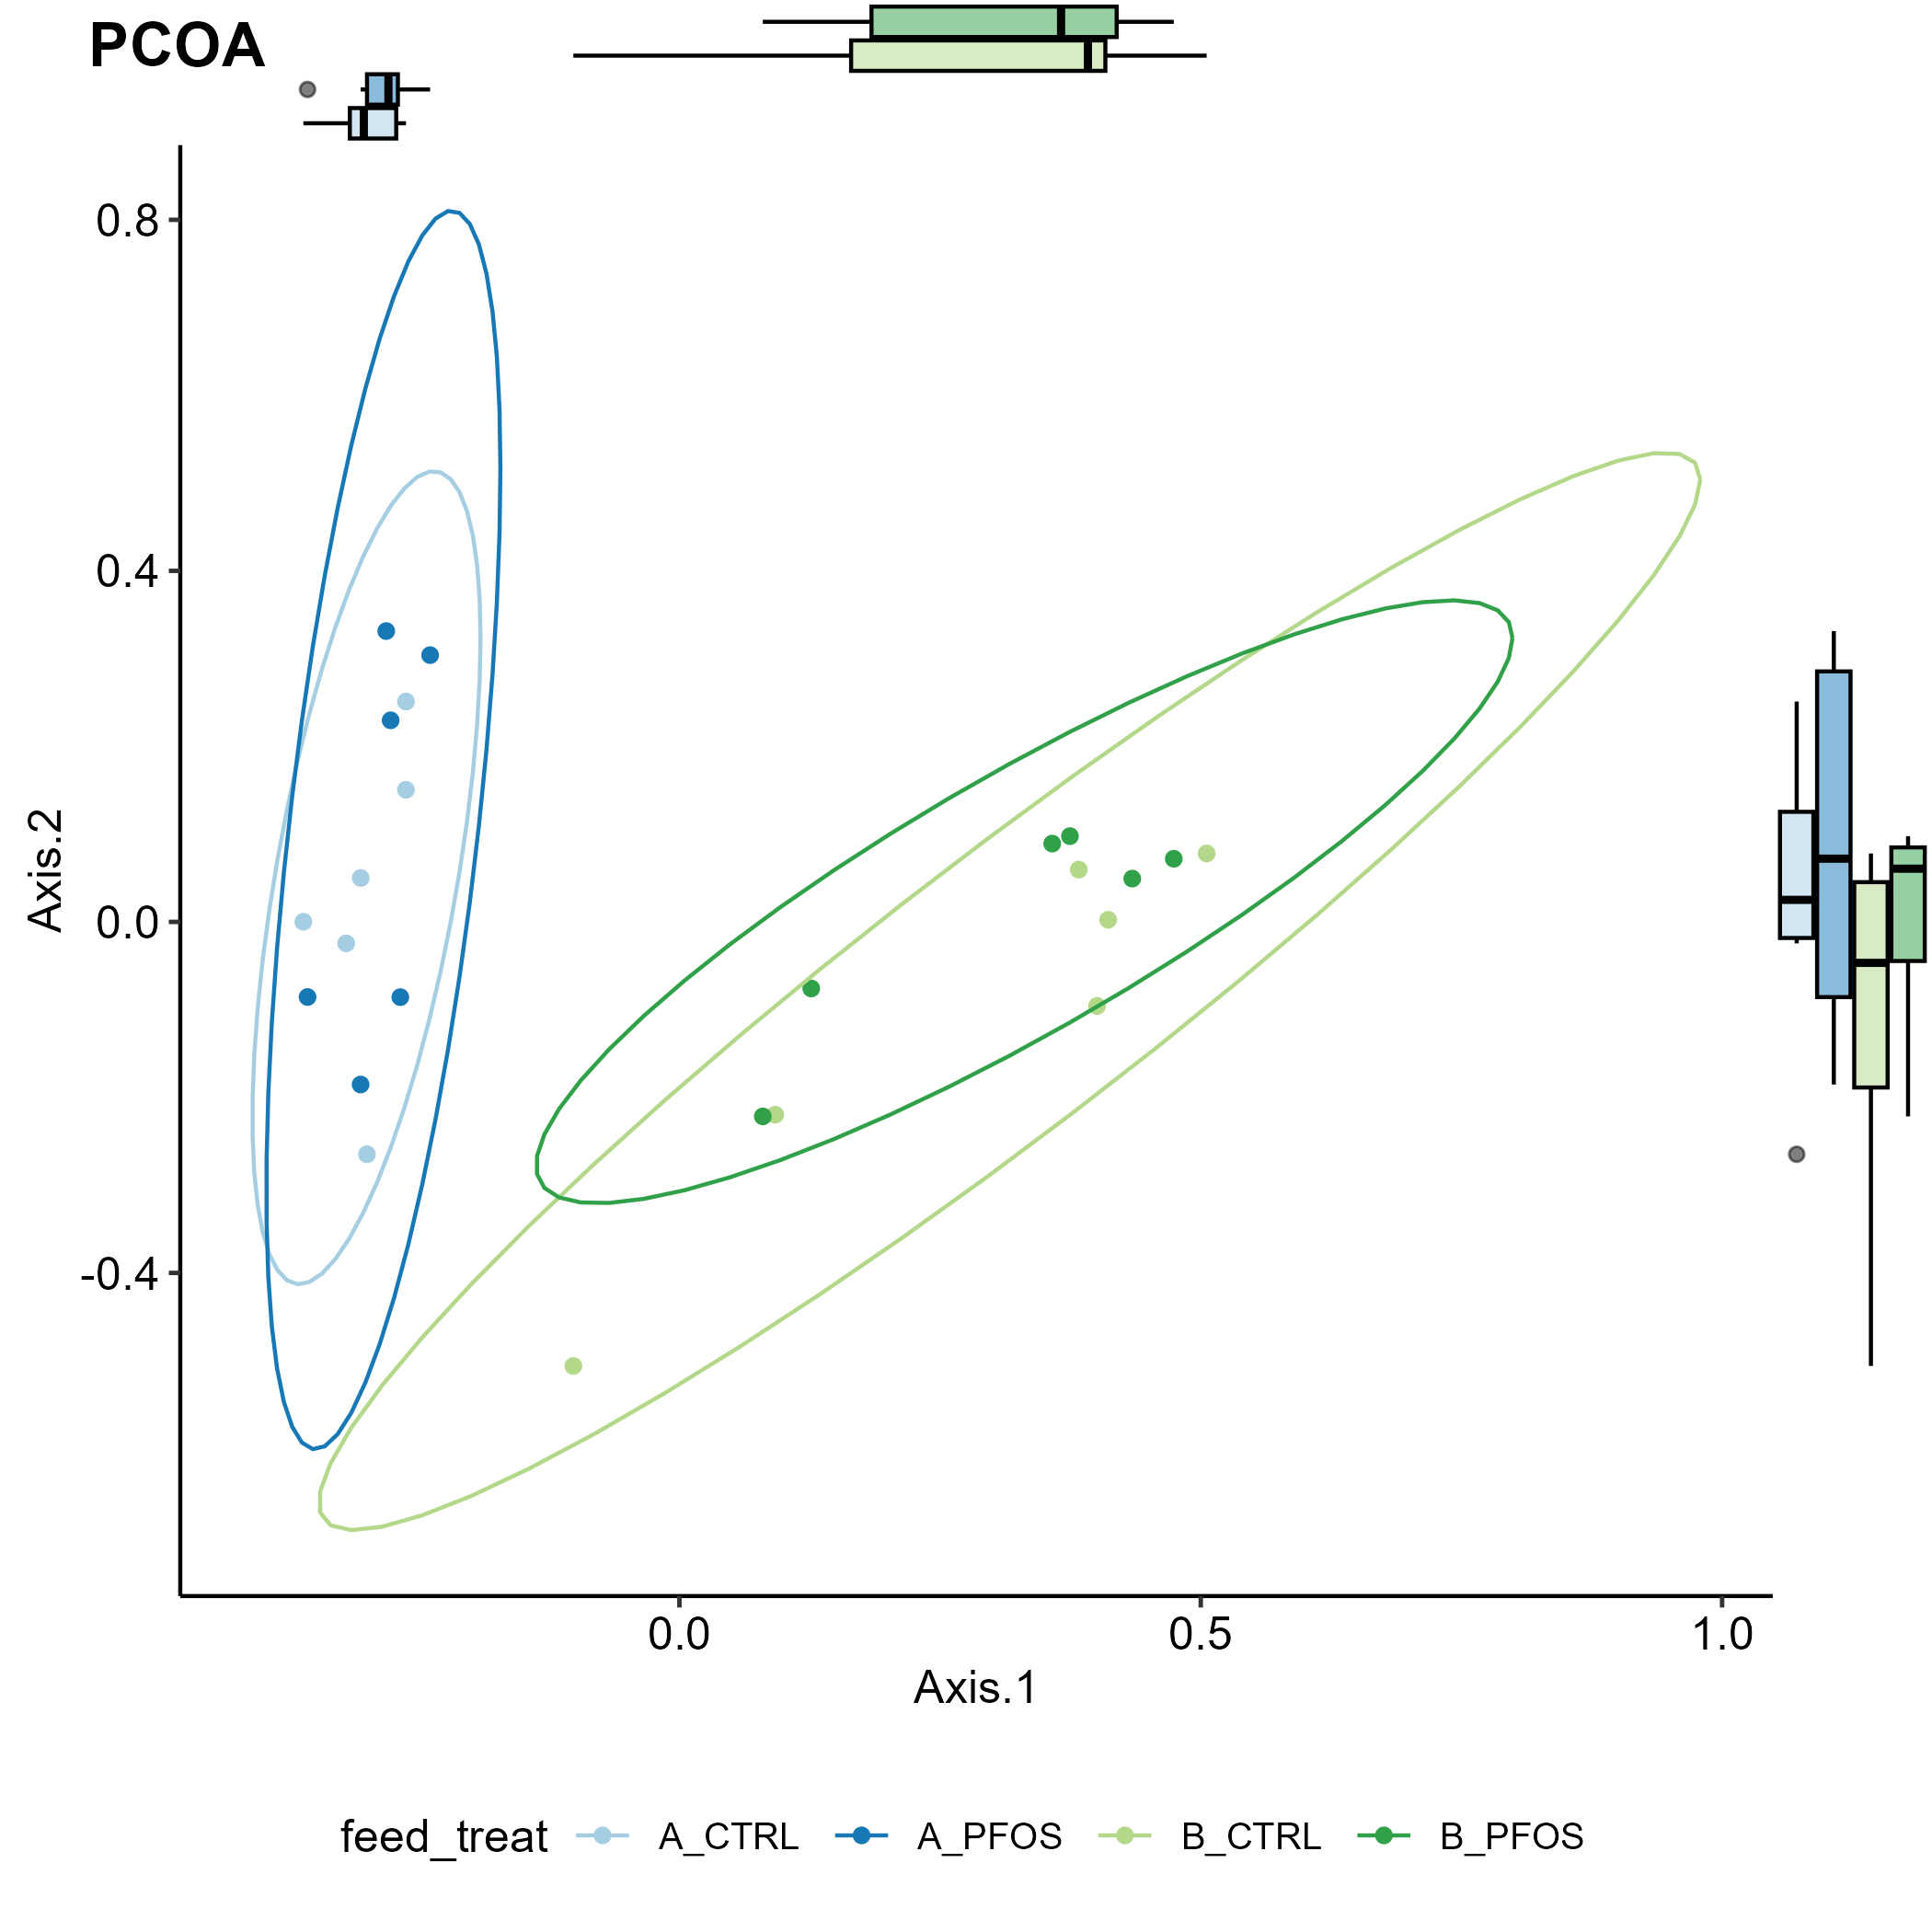 PCOA
0.8
0.4
0.0
-0.4
Axis.2
0.0 0.5 1.0
Axis.1
feed_treat A_CTRL A_PFOS B_CTRL B_PFOS